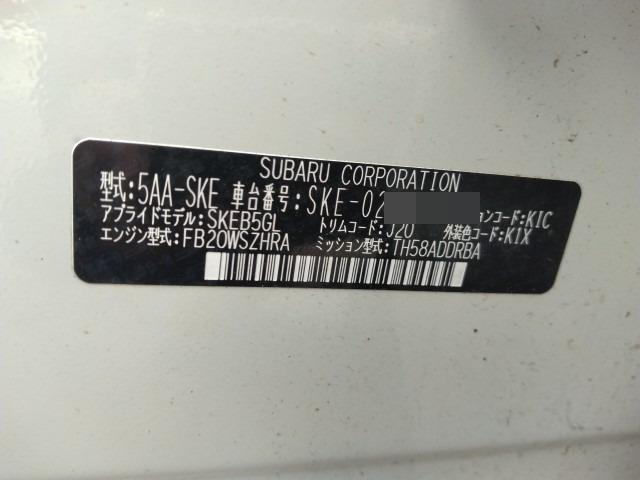 SUBARU CORPORATION
型式:5AA-SKE 車台番号:SKE-02
アプライドモデル:SKEB5GL トリムコード:J20 ョンコード:K1C
エンジン型式:FB20WSZHRA ミッション型式:TH58ADDRBA 外装色コード:K1X